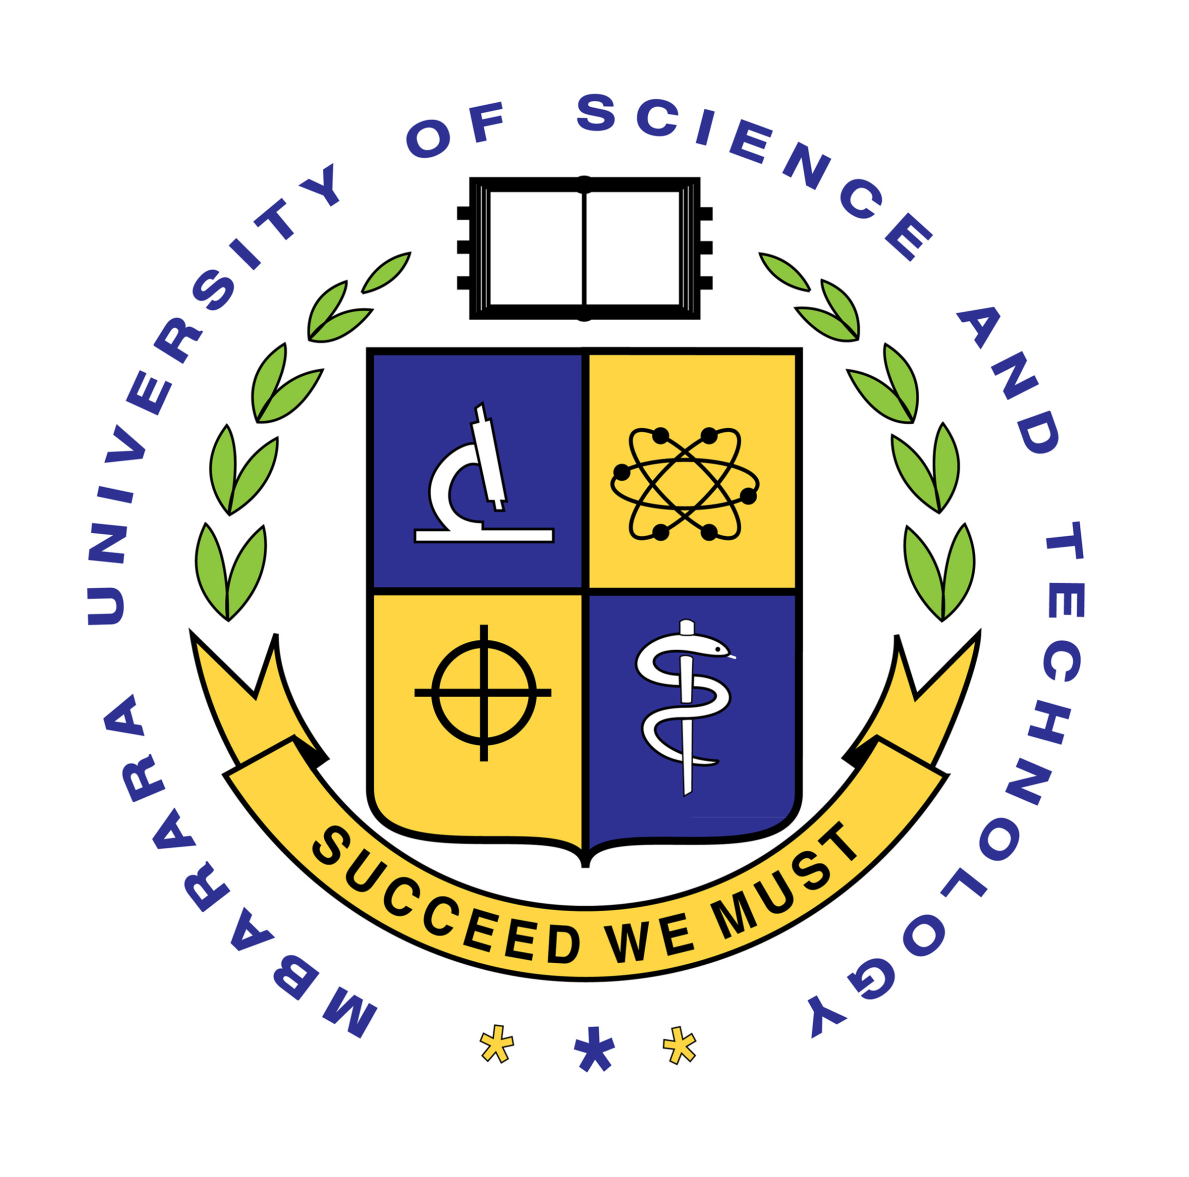 MBARARA UNIVERSITY OF SCIENCE AND TECHNOLOGY
SUCCEED WE MUST
* * *